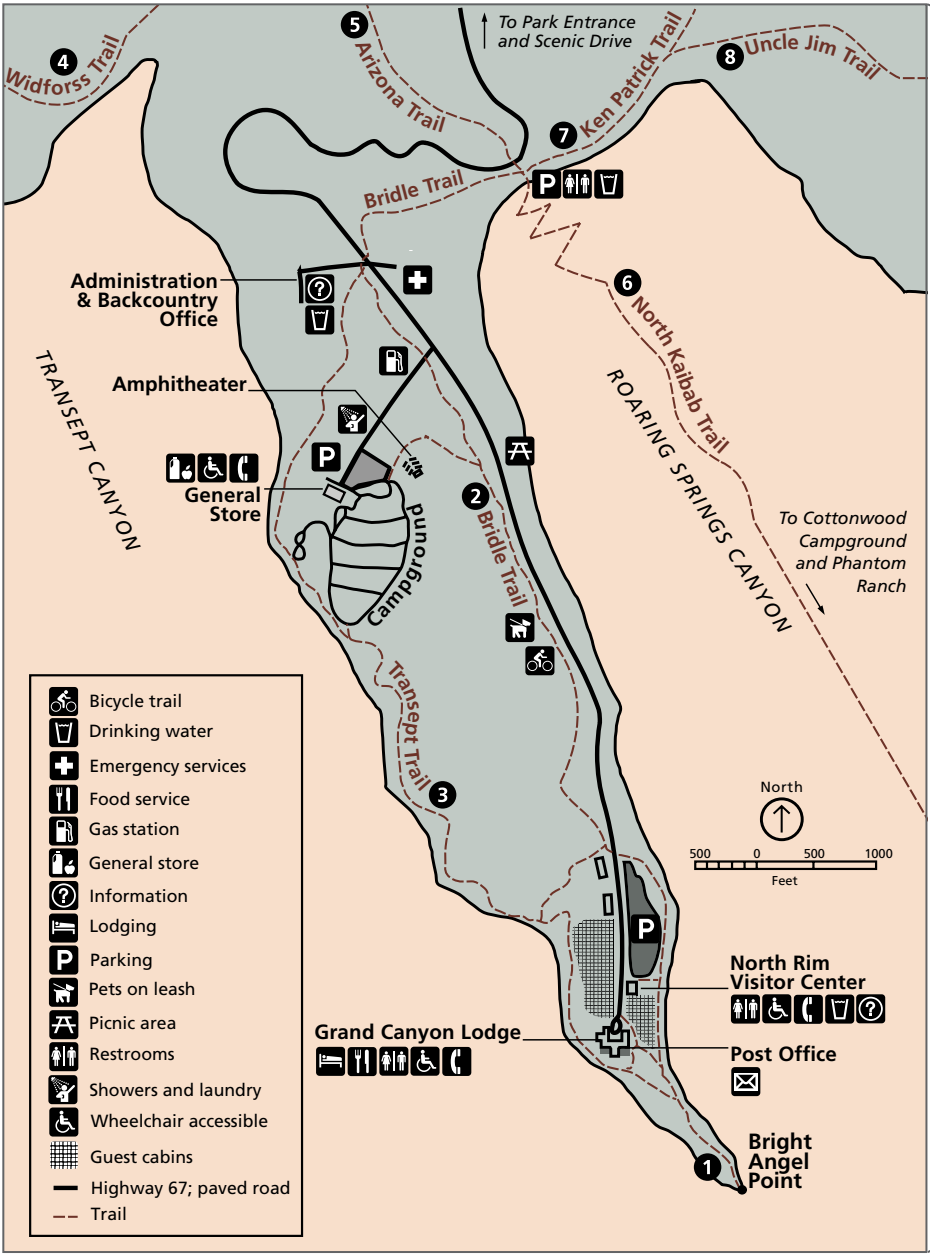 5
To Park Entrance
and Scenic Drive
4
Widforss Trail
Arizona Trail
Ken Patrick Trail
8
Uncle Jim Trail
7
P
Bridle Trail
Administration
& Backcountry
Office
?
6
North Kaibab Trail
TRANSEPT CANYON
Amphitheater
ROARING SPRINGS CANYON
P
General
Store
2
Bridle Trail
Campground
To Cottonwood
Campground
and Phantom
Ranch
Transept Trail
3
Bicycle trail
Drinking water
Emergency services
Food service
Gas station
General store
? Information
Lodging
P Parking
Pets on leash
Picnic area
Restrooms
Showers and laundry
Wheelchair accessible
Guest cabins
Highway 67; paved road
Trail
North
500 0 500 1000
Feet
P
North Rim
Visitor Center
?
Grand Canyon Lodge
Post Office
1
Bright
Angel
Point